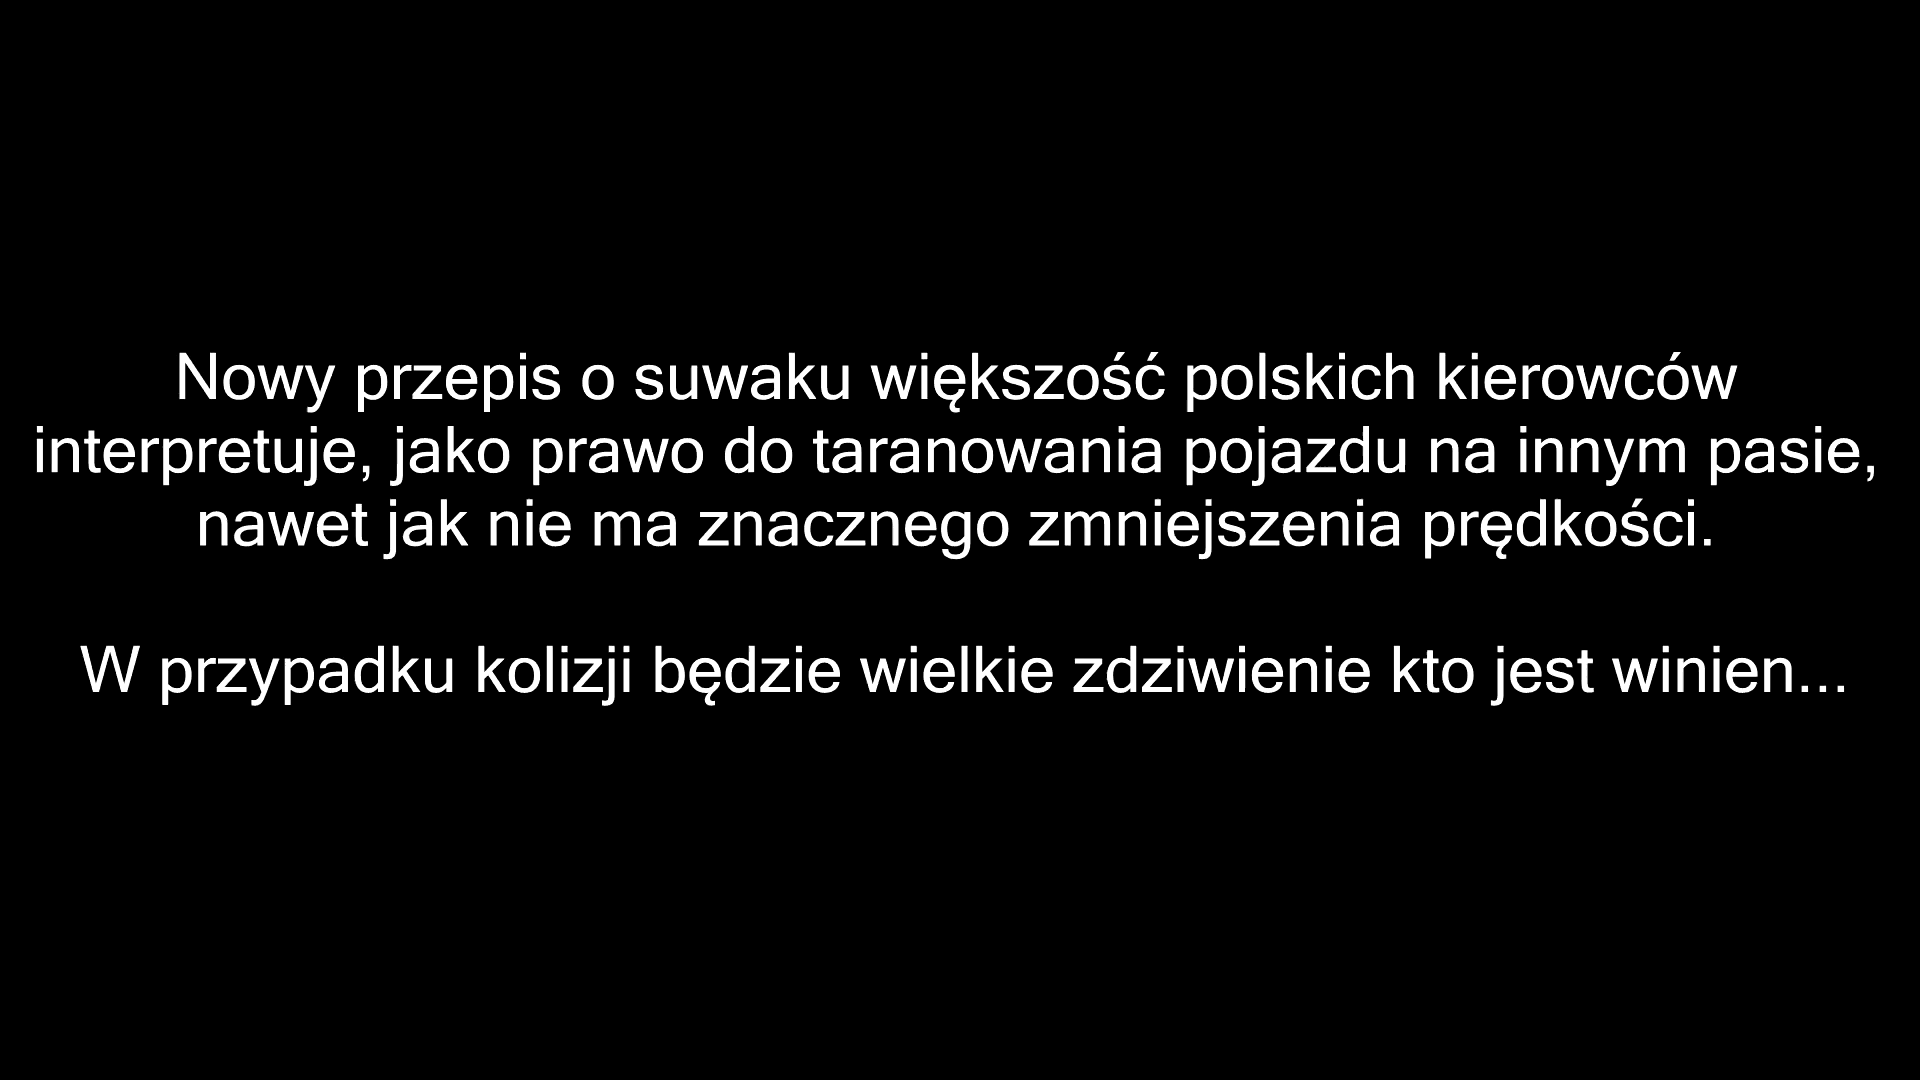 Nowy przepis o suwaku większość polskich kierowców
interpretuje, jako prawo do taranowania pojazdu na innym pasie,
nawet jak nie ma znacznego zmniejszenia prędkości.
W przypadku kolizji będzie wielkie zdziwienie kto jest winien...